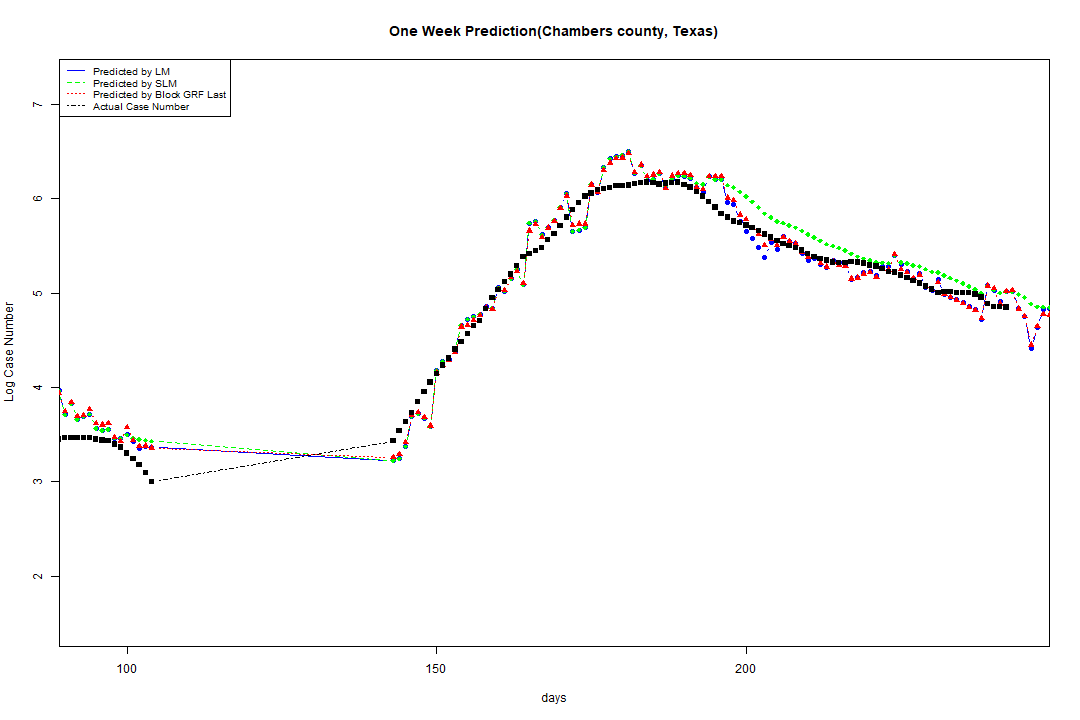 One Week Prediction(Chambers county, Texas)
Predicted by LM
Predicted by SLM
Predicted by Block GRF Last
Actual Case Number
7
6
5
4
3
2
Log Case Number
100 150 200
days